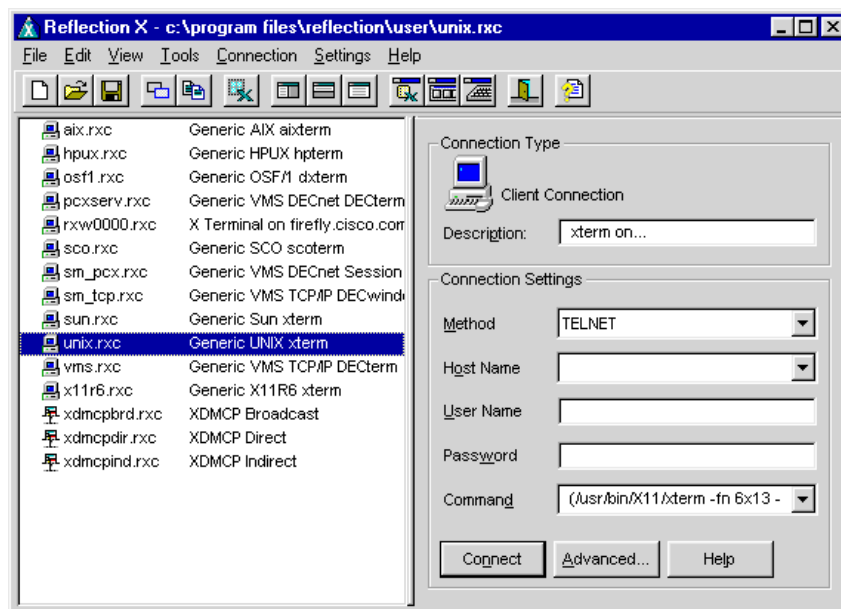 Reflection X - c:\program files\reflection\user\unix.rxc
File Edit View Tools Connection Settings Help
aix.rxc Generic AIX aixterm
hpux.rxc Generic HPUX hpterm
osf1.rxc Generic OSF/1 dxterm
pcxserv.rxc Generic VMS DECnet DECterm
rxw0000.rxc X Terminal on firefly.cisco.com
sco.rxc Generic SCO scoterm
sm_pcx.rxc Generic VMS DECnet Session
sm_tcp.rxc Generic VMS TCP/IP DECwind
sun.rxc Generic Sun xterm
unix.rxc Generic UNIX xterm
vms.rxc Generic VMS TCP/IP DECterm
x11r6.rxc Generic X11R6 xterm
xdmcpbrd.rxc XDMCP Broadcast
xdmcpdir.rxc XDMCP Direct
xdmcpind.rxc XDMCP Indirect
Connection Type
Client Connection
Description: xterm on...
Connection Settings
Method TELNET
Host Name
User Name
Password
Command (/usr/bin/X11/xterm -fn 6x13 -
Connect Advanced... Help